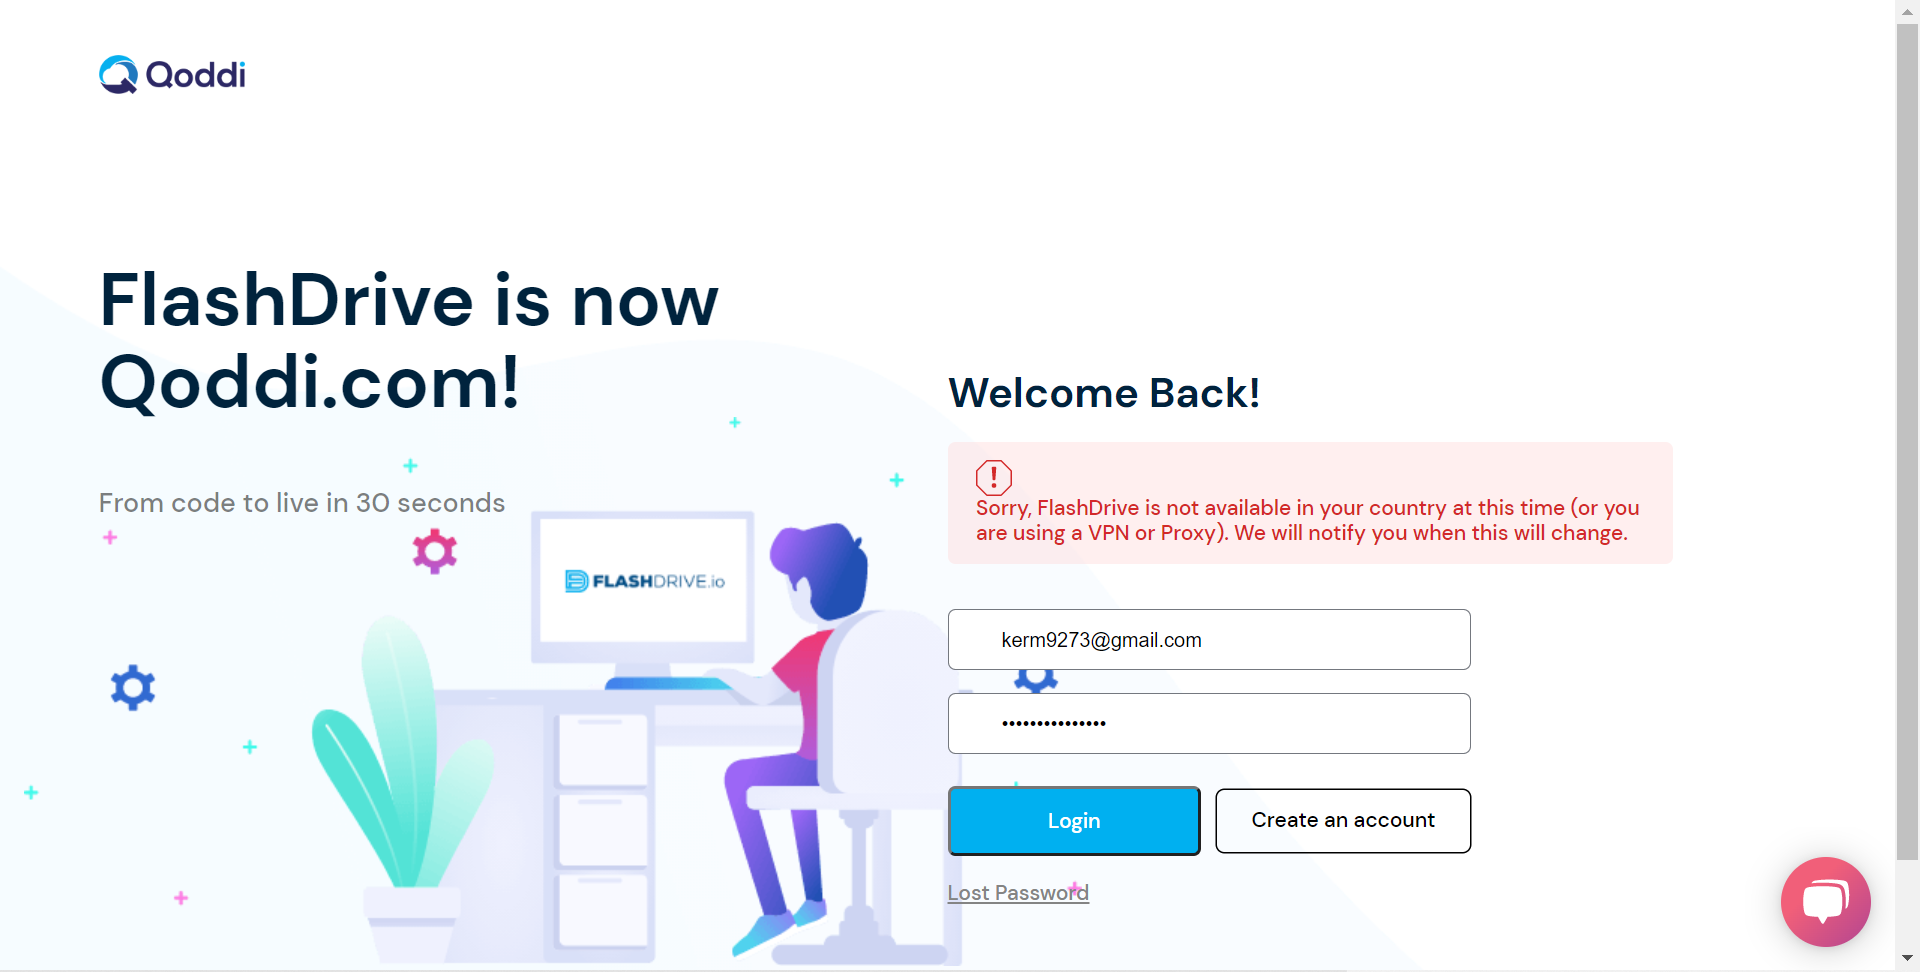 Qoddi
FlashDrive is now
Qoddi.com!
From code to live in 30 seconds
FLASHDRIVE.io
Welcome Back!
Sorry, FlashDrive is not available in your country at this time (or you
are using a VPN or Proxy). We will notify you when this will change.
kerm9273@gmail.com
•••••••••••••••
Login
Create an account
Lost Password